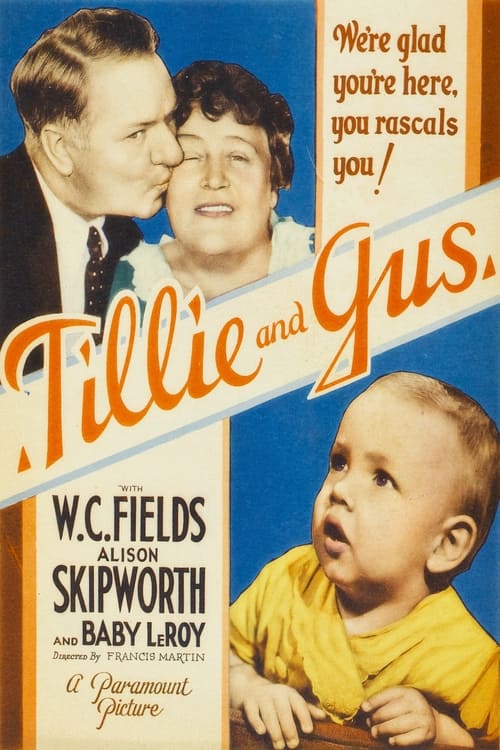 We're glad
you're here,
you rascals
you!
Tillie and Gus.
WITH
W.C. FIELDS
ALISON
SKIPWORTH
AND BABY LEROY
DIRECTED BY FRANCIS MARTIN
A Paramount
Picture